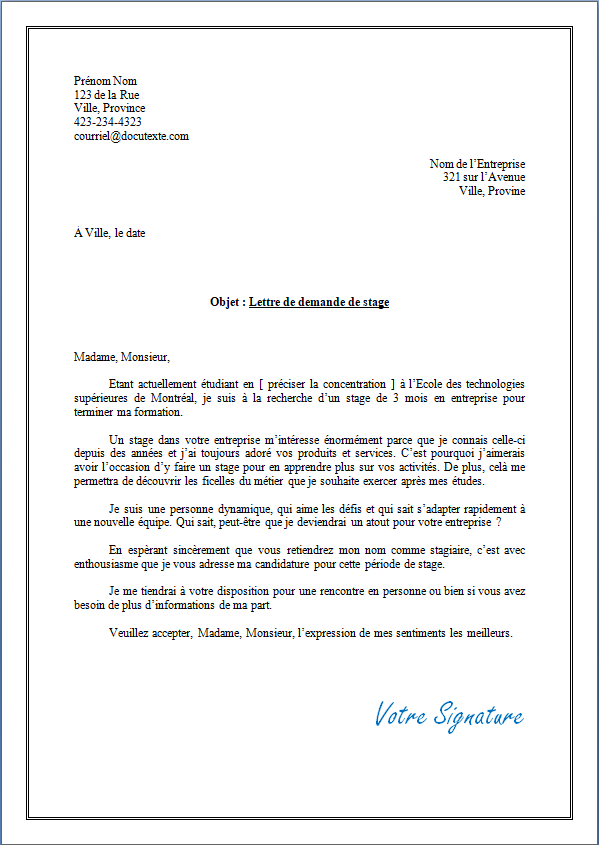 Prénom Nom
123 de la Rue
Ville, Province
423-234-4323
courriel@docutexte.com
Nom de l’Entreprise
321 sur l’Avenue
Ville, Provine
À Ville, le date
Objet : Lettre de demande de stage
Madame, Monsieur,
Etant actuellement étudiant en [ préciser la concentration ] à l’Ecole des technologies
supérieures de Montréal, je suis à la recherche d’un stage de 3 mois en entreprise pour
terminer ma formation.
Un stage dans votre entreprise m’intéresse énormément parce que je connais celle-ci
depuis des années et j’ai toujours adoré vos produits et services. C’est pourquoi j’aimerais
avoir l’occasion d’y faire un stage pour en apprendre plus sur vos activités. De plus, celà me
permettra de découvrir les ficelles du métier que je souhaite exercer après mes études.
Je suis une personne dynamique, qui aime les défis et qui sait s’adapter rapidement à
une nouvelle équipe. Qui sait, peut-être que je deviendrai un atout pour votre entreprise ?
En espèrant sincèrement que vous retiendrez mon nom comme stagiaire, c’est avec
enthousiasme que je vous adresse ma candidature pour cette période de stage.
Je me tiendrai à votre disposition pour une rencontre en personne ou bien si vous avez
besoin de plus d’informations de ma part.
Veuillez accepter, Madame, Monsieur, l’expression de mes sentiments les meilleurs.
Votre Signature